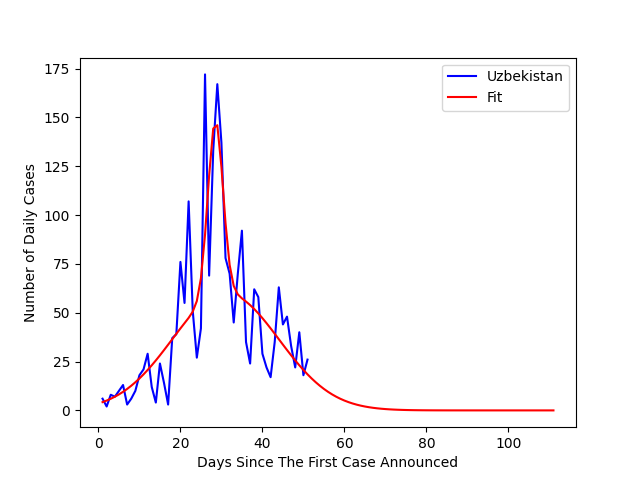 Uzbekistan
Fit
175
150
125
100
75
50
25
0
Number of Daily Cases
0 20 40 60 80 100
Days Since The First Case Announced